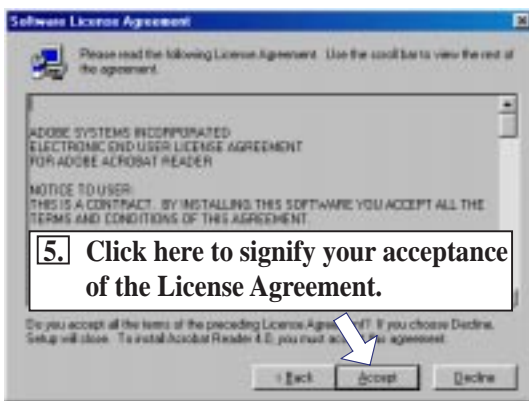 Software License Agreement
Please read the following License Agreement. Use the scroll bar to view the rest of
the agreement.
ADOBE SYSTEMS INCORPORATED
ELECTRONIC END USER LICENSE AGREEMENT
FOR ADOBE ACROBAT READER
NOTICE TO USER:
THIS IS A CONTRACT. BY INSTALLING THIS SOFTWARE YOU ACCEPT ALL THE
TERMS AND CONDITIONS OF THIS AGREEMENT.
5. Click here to signify your acceptance
of the License Agreement.
Do you accept all the terms of the preceding License If you choose Decline,
Setup will close. To install Acrobat Reader 4.0, you must agreement.
< Back
Accept
Decline